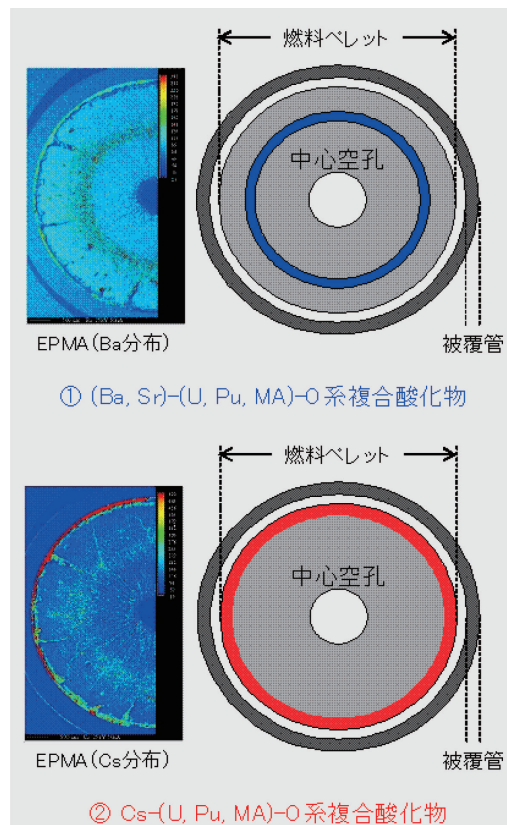 燃料ペレット
中心空孔
EPMA(Ba分布)
被覆管
① (Ba, Sr)-(U, Pu, MA)-O系複合酸化物
燃料ペレット
中心空孔
EPMA(Cs分布)
被覆管
② Cs-(U, Pu, MA)-O系複合酸化物